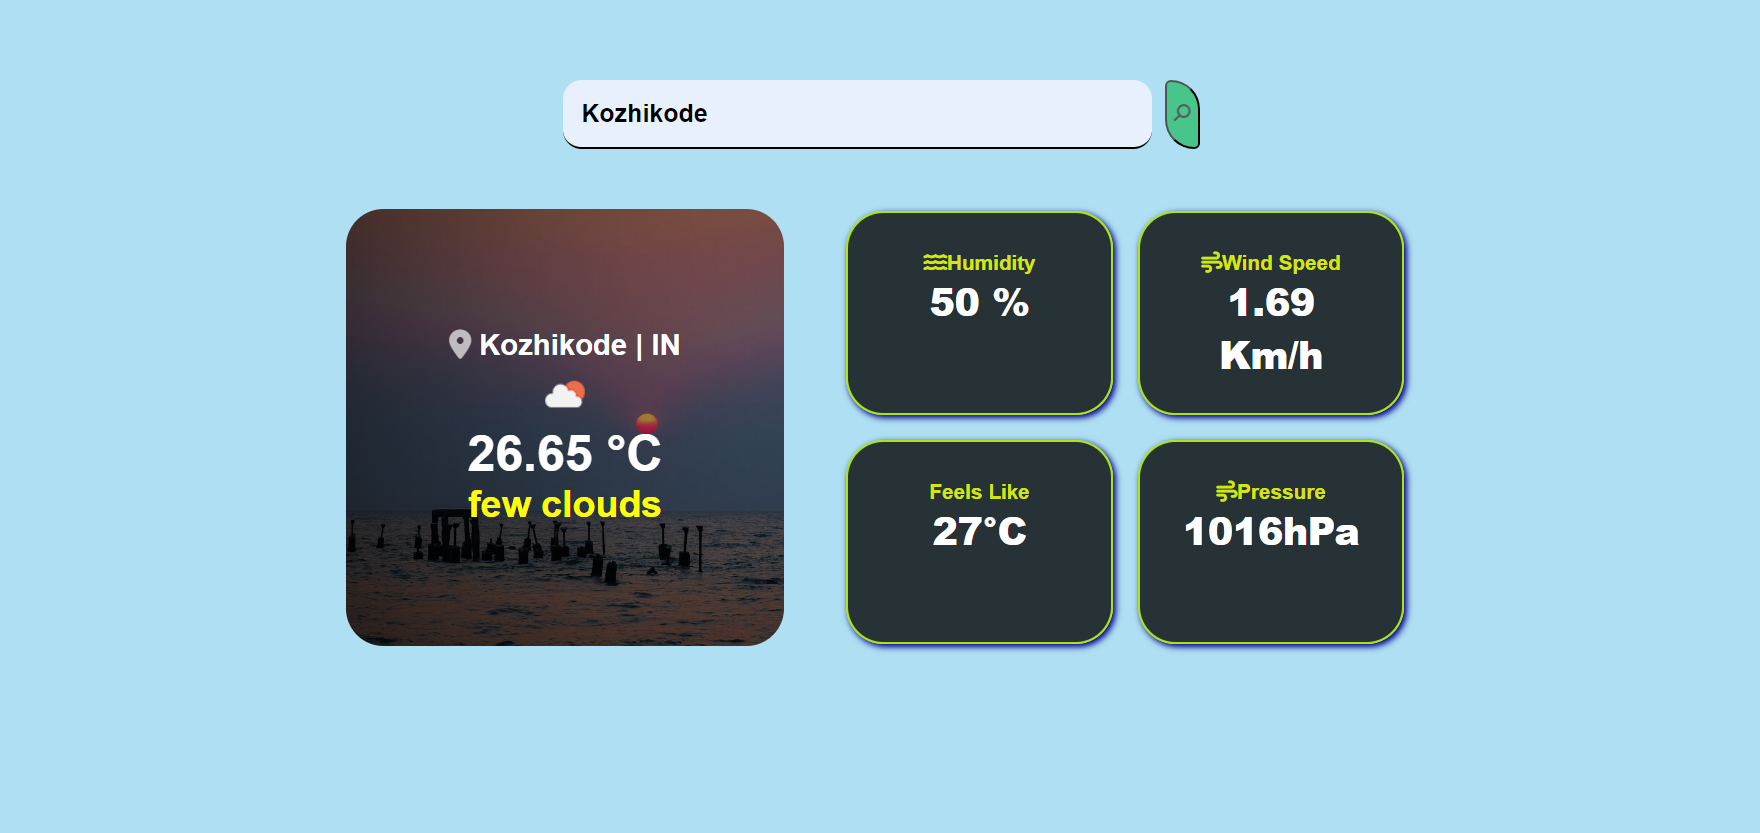 Kozhikode
Kozhikode | IN
26.65 °C
few clouds
Humidity
50 %
Wind Speed
1.69
Km/h
Feels Like
27°C
Pressure
1016hPa